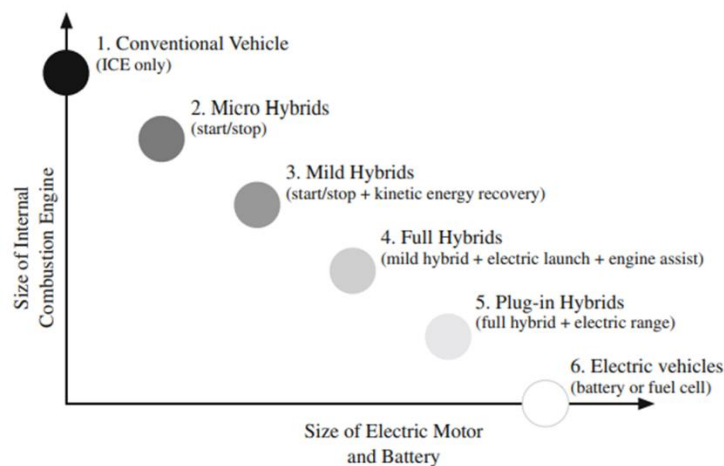 1. Conventional Vehicle
(ICE only)
2. Micro Hybrids
(start/stop)
3. Mild Hybrids
(start/stop + kinetic energy recovery)
4. Full Hybrids
(mild hybrid + electric launch + engine assist)
5. Plug-in Hybrids
(full hybrid + electric range)
6. Electric vehicles
(battery or fuel cell)
Size of Internal
Combustion Engine
Size of Electric Motor
and Battery